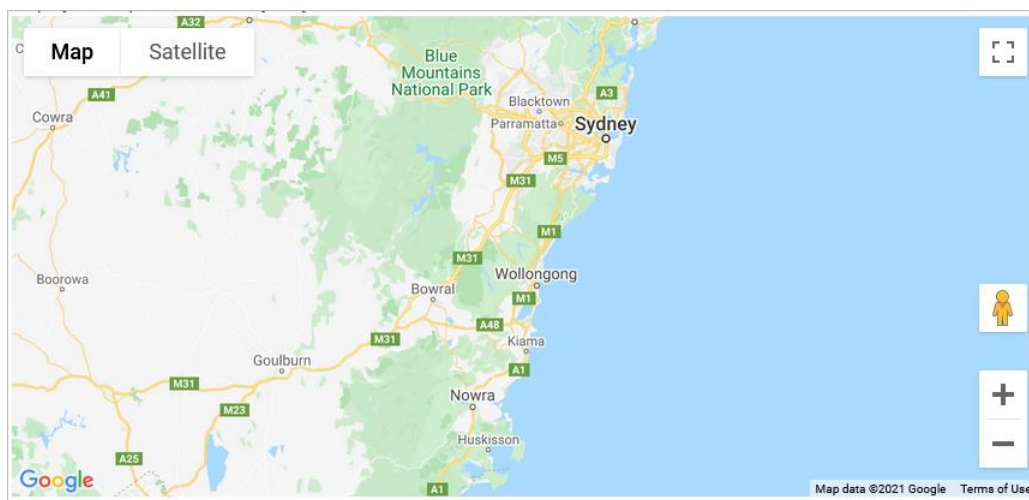 A32
Map
Satellite
Blue
Mountains
National Park
A41
Cowra
Blacktown
A3
Parramatta
Sydney
M5
M31
M1
M31
Boorowa
Wollongong
Bowral
M1
A48
M31
Kiama
Goulburn
A1
M31
Nowra
M23
Huskisson
A25
Google
A1
Map data ©2021 Google
Terms of Use